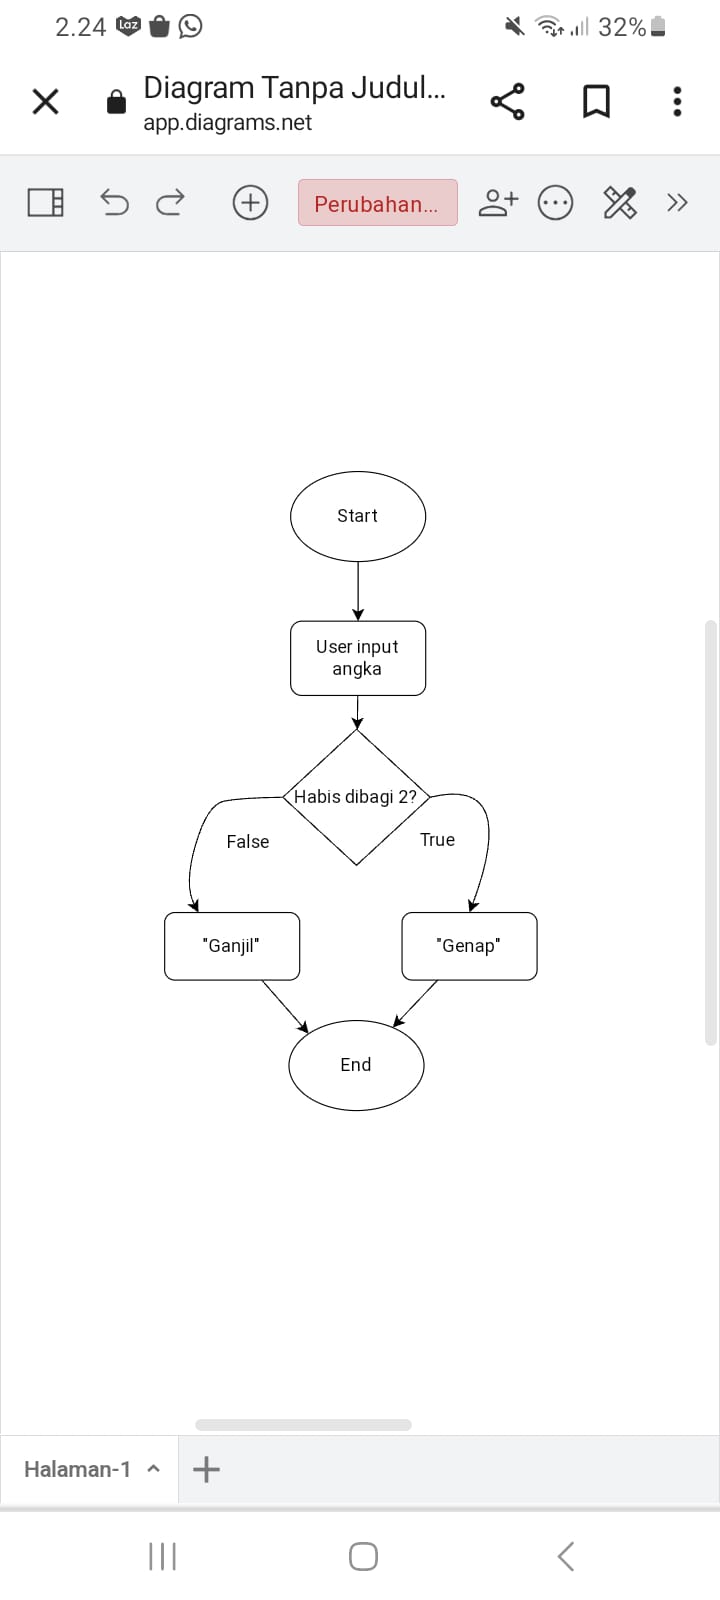 2.24
Laz
32%
Diagram Tanpa Judul...
app.diagrams.net
Perubahan...
Start
User input
angka
Habis dibagi 2?
False
True
"Ganjil"
"Genap"
End
Halaman-1